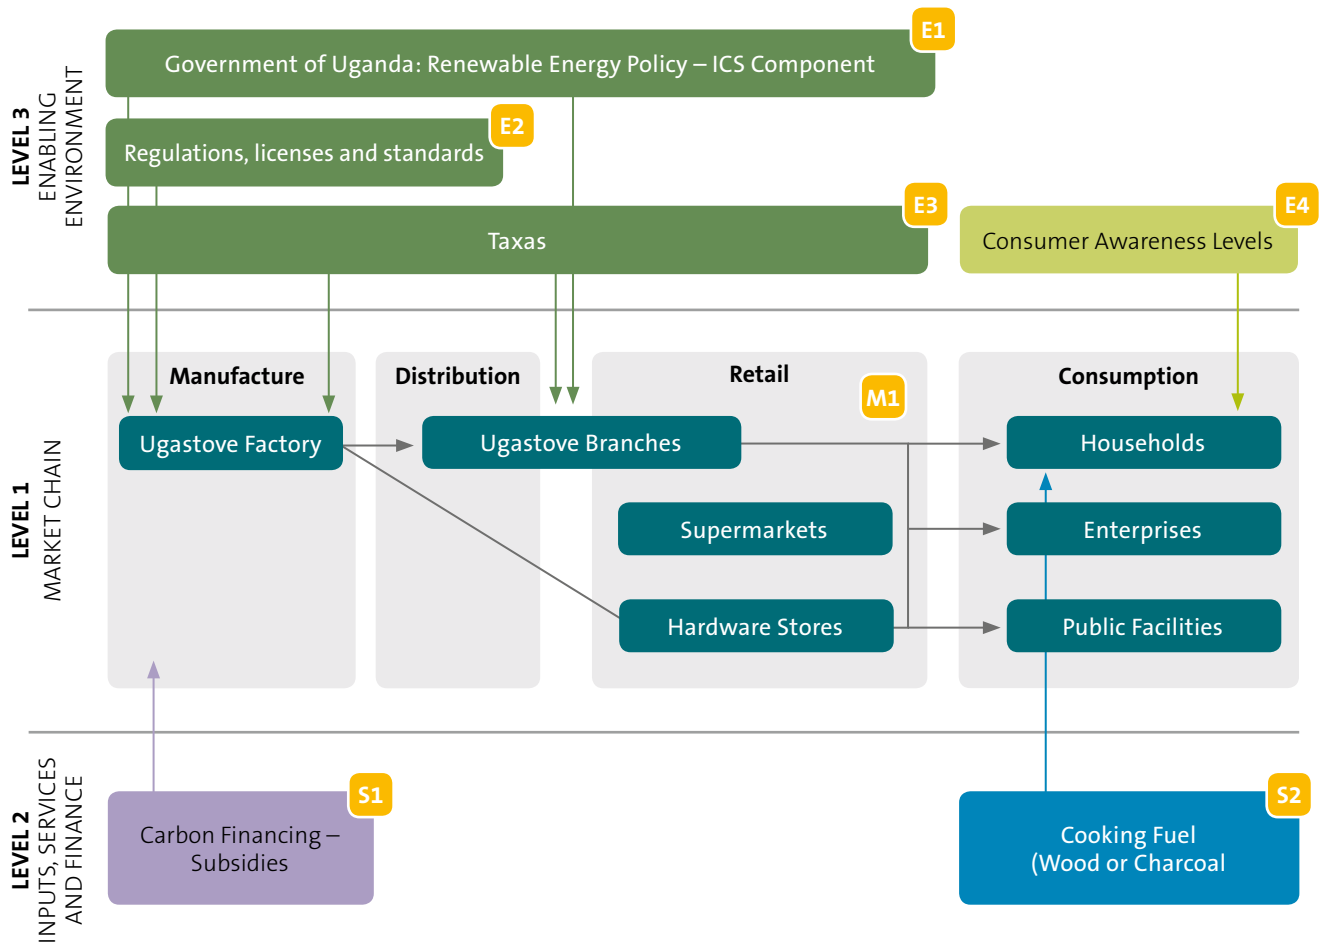 E1
Government of Uganda: Renewable Energy Policy – ICS Component
E2
Regulations, licenses and standards
E3
Taxas
E4
Consumer Awareness Levels
LEVEL 3
ENABLING
ENVIRONMENT
Manufacture
Distribution
Retail
Consumption
M1
Ugastove Factory
Ugastove Branches
Households
Supermarkets
Enterprises
Hardware Stores
Public Facilities
LEVEL 1
MARKET CHAIN
S1
Carbon Financing –
Subsidies
S2
Cooking Fuel
(Wood or Charcoal
LEVEL 2
INPUTS, SERVICES
AND FINANCE